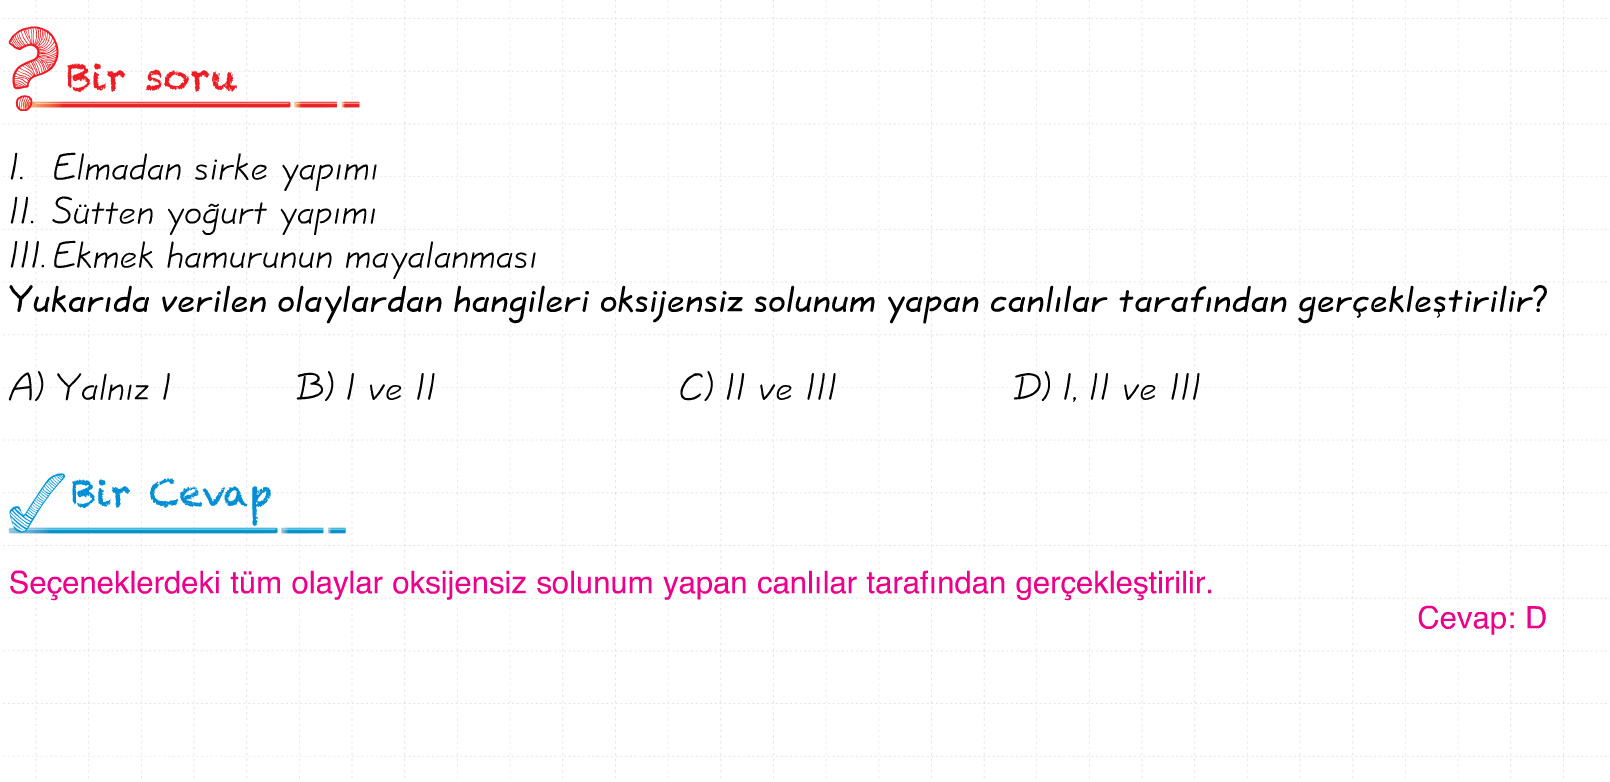 Bir soru
I. Elmadan sirke yapımı
II. Sütten yoğurt yapımı
III. Ekmek hamurunun mayalanması
Yukarıda verilen olaylardan hangileri oksijensiz solunum yapan canlılar tarafından gerçekleştirilir?
A) Yalnız I B) I ve II C) II ve III D) I, II ve III
Bir Cevap
Seçeneklerdeki tüm olaylar oksijensiz solunum yapan canlılar tarafından gerçekleştirilir.
Cevap: D